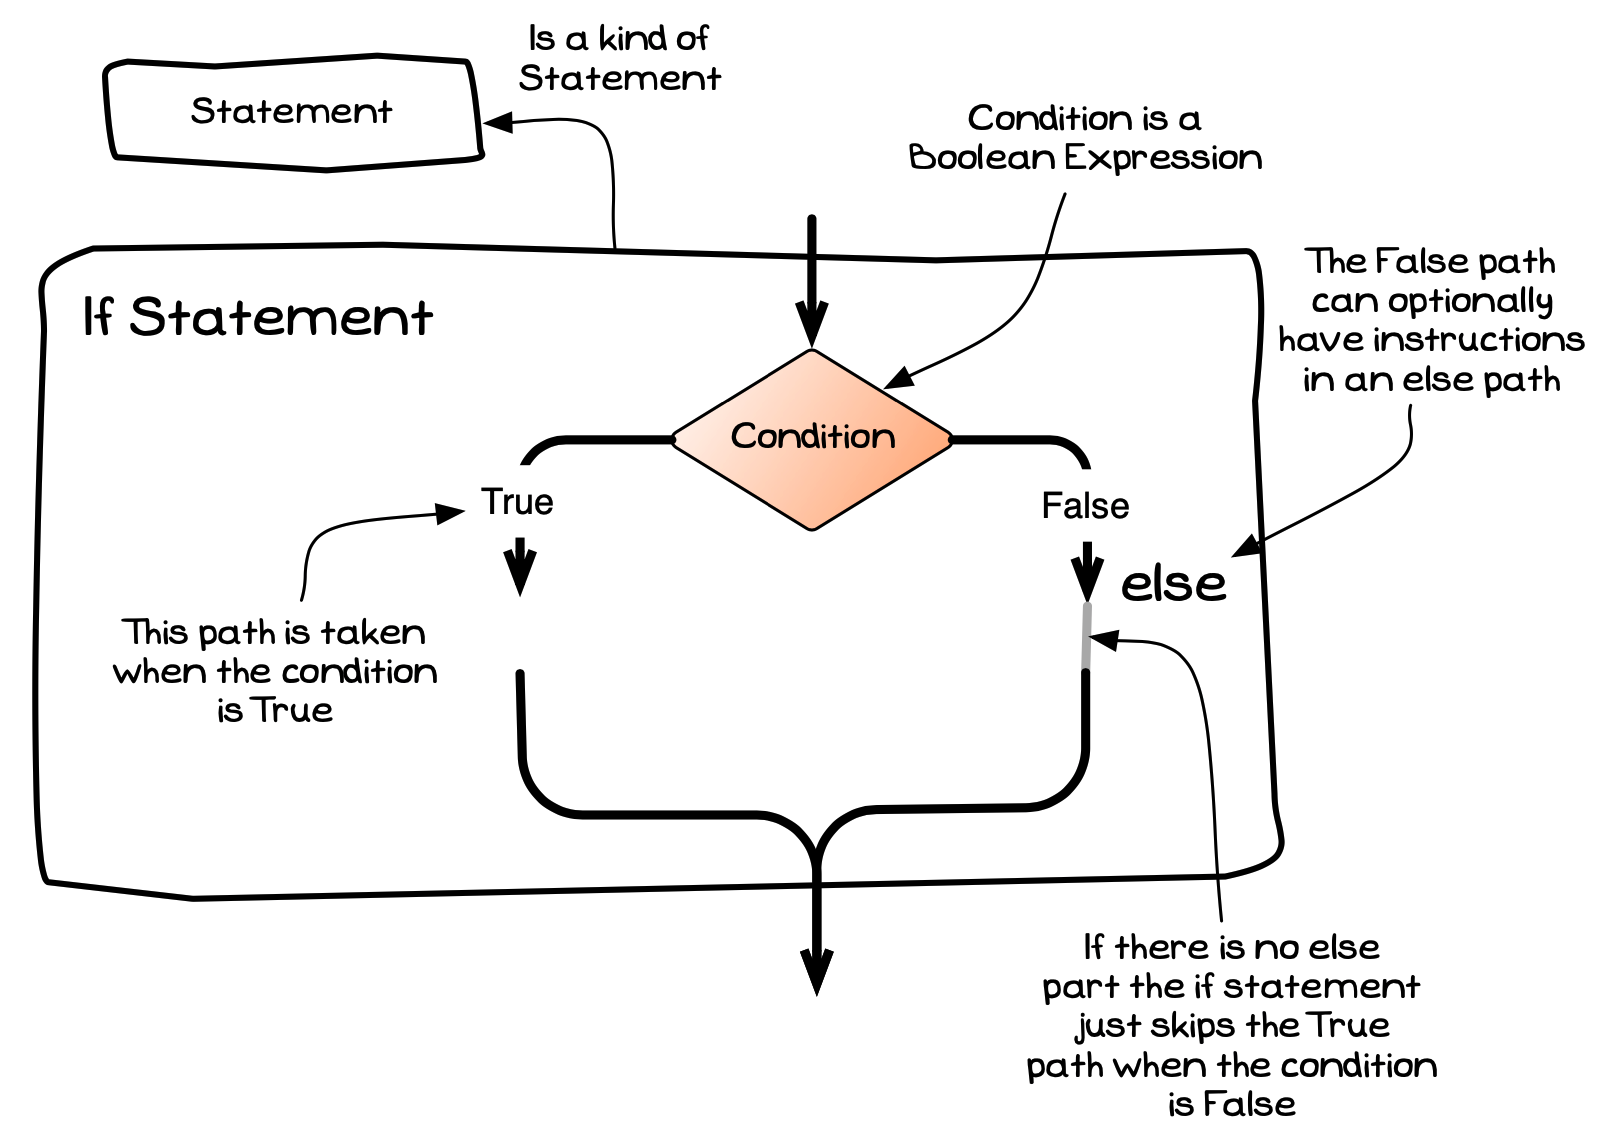 Is a kind of
Statement
Statement
Condition is a
Boolean Expression
The False path
can optionally
have instructions
in an else path
If Statement
Condition
True
False
else
This path is taken
when the condition
is True
If there is no else
part the if statement
just skips the True
path when the condition
is False